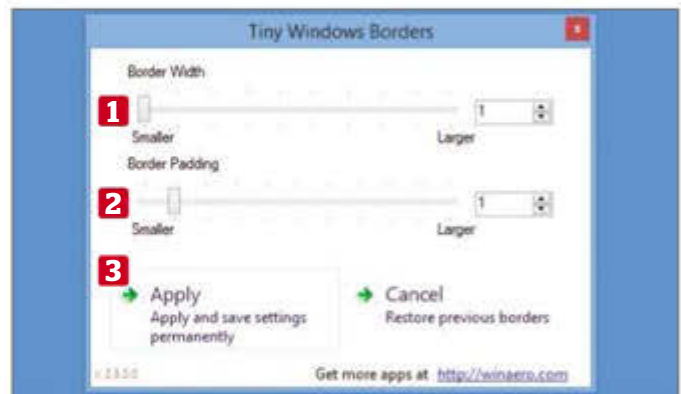 Tiny Windows Borders
x
Border Width
1
1
Smaller Larger
Border Padding
2
1
Smaller Larger
3
Apply
Apply and save settings
permanently
Cancel
Restore previous borders
Get more apps at http://winaero.com